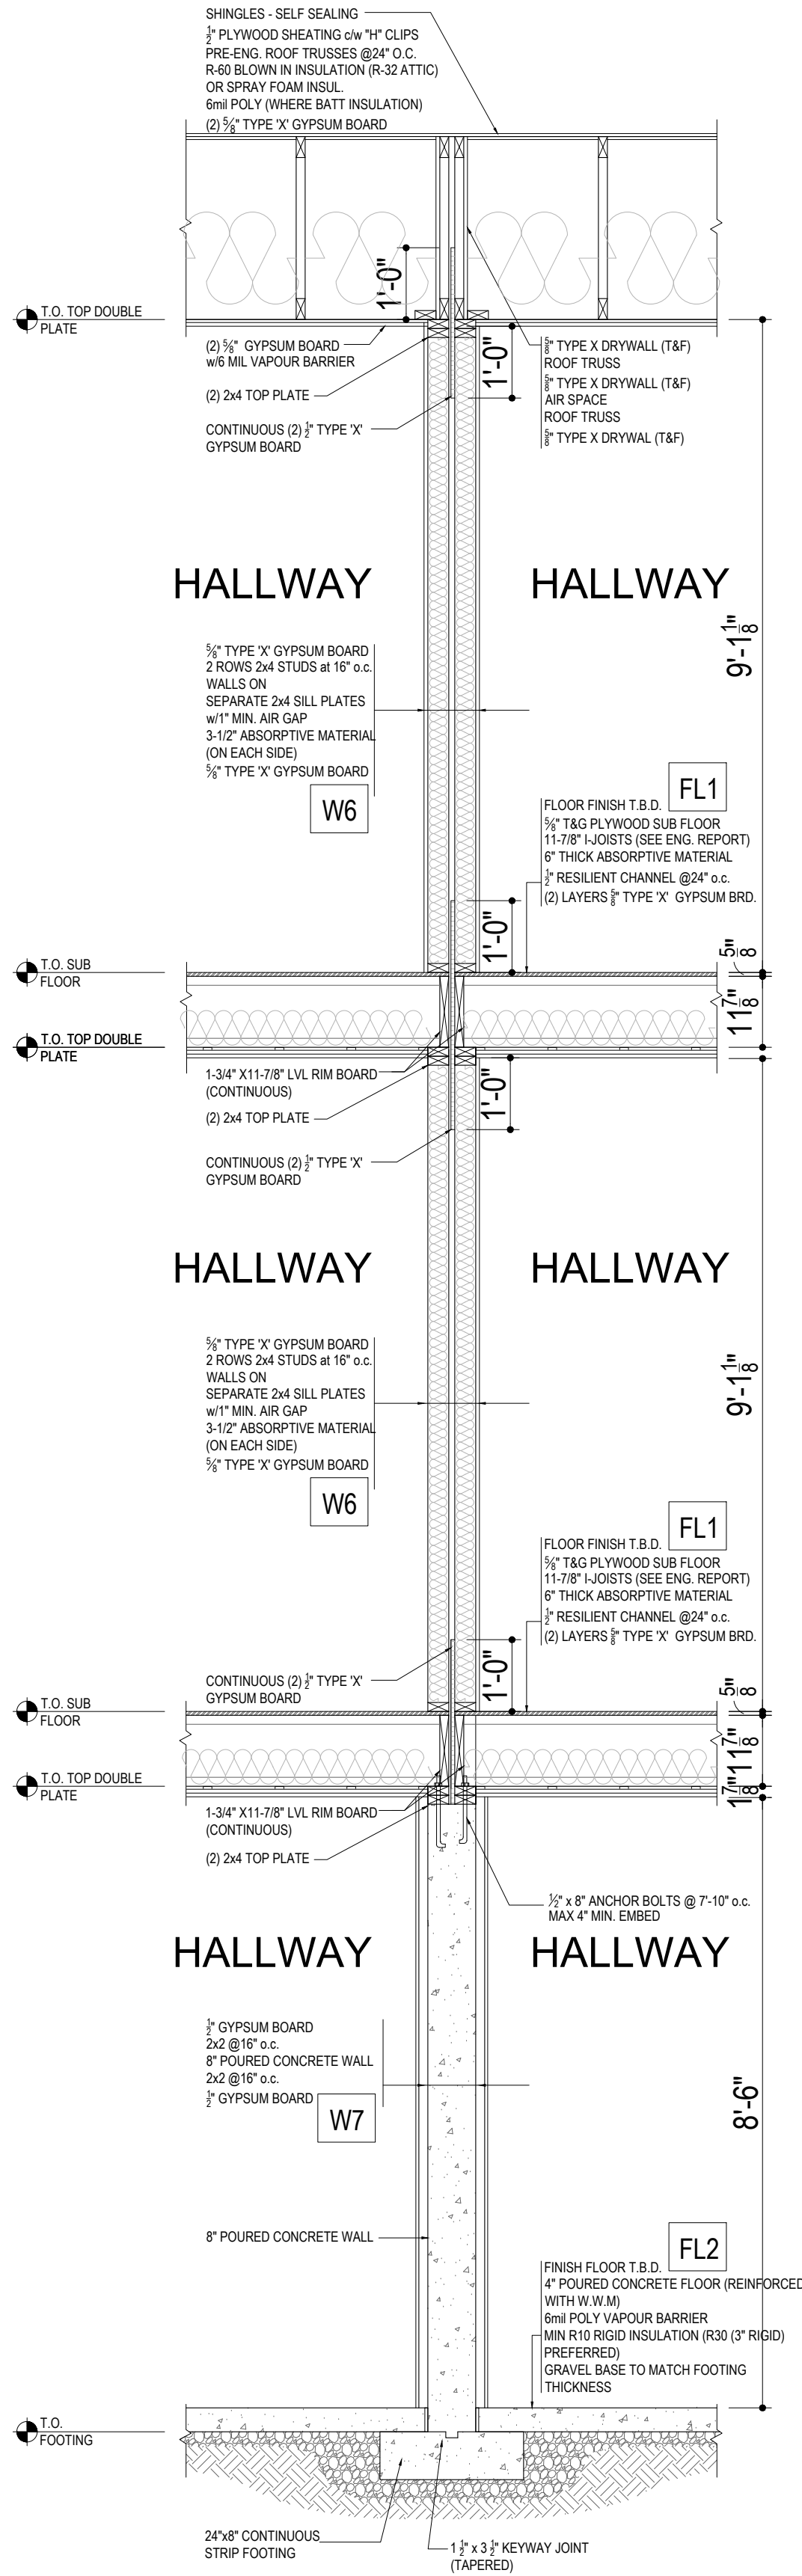 SHINGLES - SELF SEALING
½" PLYWOOD SHEATING c/w "H" CLIPS
PRE-ENG. ROOF TRUSSES @24" O.C.
R-60 BLOWN IN INSULATION (R-32 ATTIC)
OR SPRAY FOAM INSUL.
6mil POLY (WHERE BATT INSULATION)
(2) ⅝" TYPE 'X' GYPSUM BOARD
1'-0"
T.O. TOP DOUBLE
PLATE
(2) ⅝" GYPSUM BOARD
w/6 MIL VAPOUR BARRIER
(2) 2x4 TOP PLATE
CONTINUOUS (2) ½" TYPE 'X'
GYPSUM BOARD
1'-0"
⅝" TYPE X DRYWALL (T&F)
ROOF TRUSS
⅝" TYPE X DRYWALL (T&F)
AIR SPACE
ROOF TRUSS
⅝" TYPE X DRYWAL (T&F)
HALLWAY
HALLWAY
9'-1⅛"
⅝" TYPE 'X' GYPSUM BOARD
2 ROWS 2x4 STUDS at 16" o.c.
WALLS ON
SEPARATE 2x4 SILL PLATES
w/1" MIN. AIR GAP
3-1/2" ABSORPTIVE MATERIAL
(ON EACH SIDE)
⅝" TYPE 'X' GYPSUM BOARD
W6
FL1
FLOOR FINISH T.B.D.
⅝" T&G PLYWOOD SUB FLOOR
11-7/8" I-JOISTS (SEE ENG. REPORT)
6" THICK ABSORPTIVE MATERIAL
½" RESILIENT CHANNEL @24" o.c.
(2) LAYERS ⅝" TYPE 'X' GYPSUM BRD.
1'-0"
T.O. SUB
FLOOR
⅝"
11⅞"
T.O. TOP DOUBLE
PLATE
1-3/4" X11-7/8" LVL RIM BOARD
(CONTINUOUS)
(2) 2x4 TOP PLATE
1'-0"
CONTINUOUS (2) ½" TYPE 'X'
GYPSUM BOARD
HALLWAY
HALLWAY
9'-1⅛"
⅝" TYPE 'X' GYPSUM BOARD
2 ROWS 2x4 STUDS at 16" o.c.
WALLS ON
SEPARATE 2x4 SILL PLATES
w/1" MIN. AIR GAP
3-1/2" ABSORPTIVE MATERIAL
(ON EACH SIDE)
⅝" TYPE 'X' GYPSUM BOARD
W6
FL1
FLOOR FINISH T.B.D.
⅝" T&G PLYWOOD SUB FLOOR
11-7/8" I-JOISTS (SEE ENG. REPORT)
6" THICK ABSORPTIVE MATERIAL
½" RESILIENT CHANNEL @24" o.c.
(2) LAYERS ⅝" TYPE 'X' GYPSUM BRD.
CONTINUOUS (2) ½" TYPE 'X'
GYPSUM BOARD
1'-0"
T.O. SUB
FLOOR
⅝"
11⅞"
T.O. TOP DOUBLE
PLATE
1⅞"
1-3/4" X11-7/8" LVL RIM BOARD
(CONTINUOUS)
(2) 2x4 TOP PLATE
½" x 8" ANCHOR BOLTS @ 7'-10" o.c.
MAX 4" MIN. EMBED
HALLWAY
HALLWAY
½" GYPSUM BOARD
2x2 @16" o.c.
8" POURED CONCRETE WALL
2x2 @16" o.c.
½" GYPSUM BOARD
W7
8'-6"
8" POURED CONCRETE WALL
FL2
FINISH FLOOR T.B.D.
4" POURED CONCRETE FLOOR (REINFORCED
WITH W.W.M)
6mil POLY VAPOUR BARRIER
MIN R10 RIGID INSULATION (R30 (3" RIGID)
PREFERRED)
GRAVEL BASE TO MATCH FOOTING
THICKNESS
T.O.
FOOTING
24"x8" CONTINUOUS
STRIP FOOTING
1 ½" x 3 ½" KEYWAY JOINT
(TAPERED)